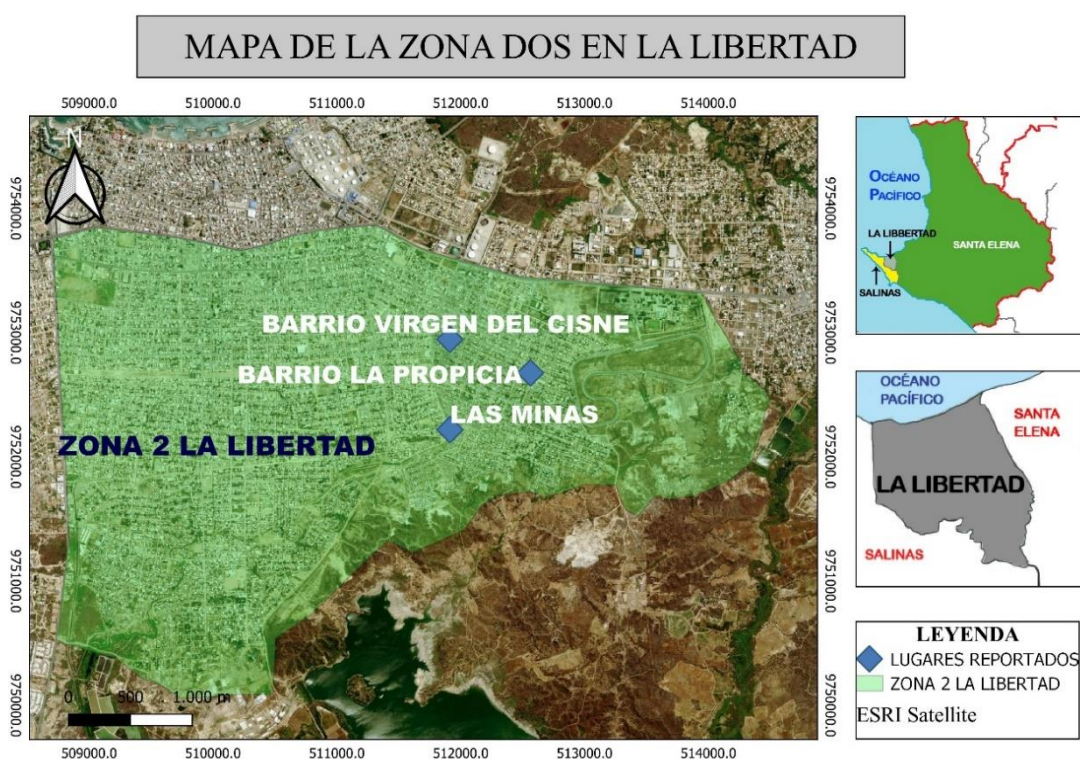 MAPA DE LA ZONA DOS EN LA LIBERTAD
509000.0 510000.0 511000.0 512000.0 513000.0 514000.0
N
9754000.0
9753000.0
9752000.0
9751000.0
9750000.0
BARRIO VIRGEN DEL CISNE
BARRIO LA PROPICIA
LAS MINAS
ZONA 2 LA LIBERTAD
0 500 1.000 m
9754000.0
9753000.0
9752000.0
9751000.0
9750000.0
509000.0 510000.0 511000.0 512000.0 513000.0 514000.0
OCÉANO
PACÍFICO
LA LIBBERTAD
SANTA ELENA
SALINAS
OCÉANO
PACÍFICO
SANTA
ELENA
LA LIBERTAD
SALINAS
LEYENDA
LUGARES REPORTADOS
ZONA 2 LA LIBERTAD
ESRI Satellite